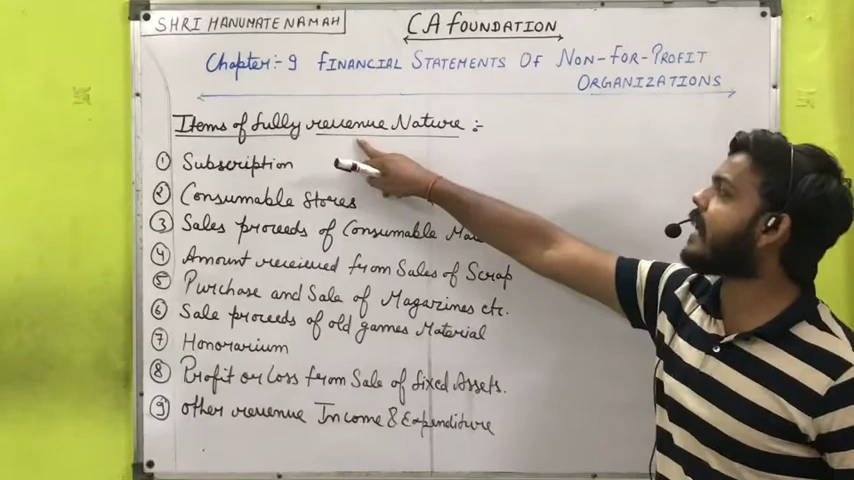 SHRI HANUMATE NAMAH
CA FOUNDATION
Chapter:- 9 FINANCIAL STATEMENTS OF NON-FOR-PROFIT
ORGANIZATIONS
Items of fully revenue Nature :-
① Subscription
② Consumable Stores
③ Sales proceeds of Consumable
④ Amount received from Sales of Scrap
⑤ Purchase and Sale of Magazines etc.
⑥ Sale proceeds of old games Material
⑦ Honorarium
⑧ Profit or Loss from Sale of fixed Assets.
⑨ other revenue Income & Expenditure